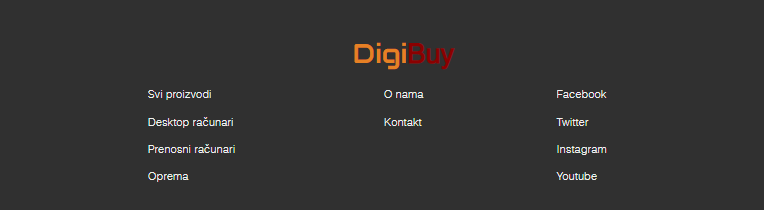 DigiBuy
Svi proizvodi
Desktop računari
Prenosni računari
Oprema
O nama
Kontakt
Facebook
Twitter
Instagram
Youtube